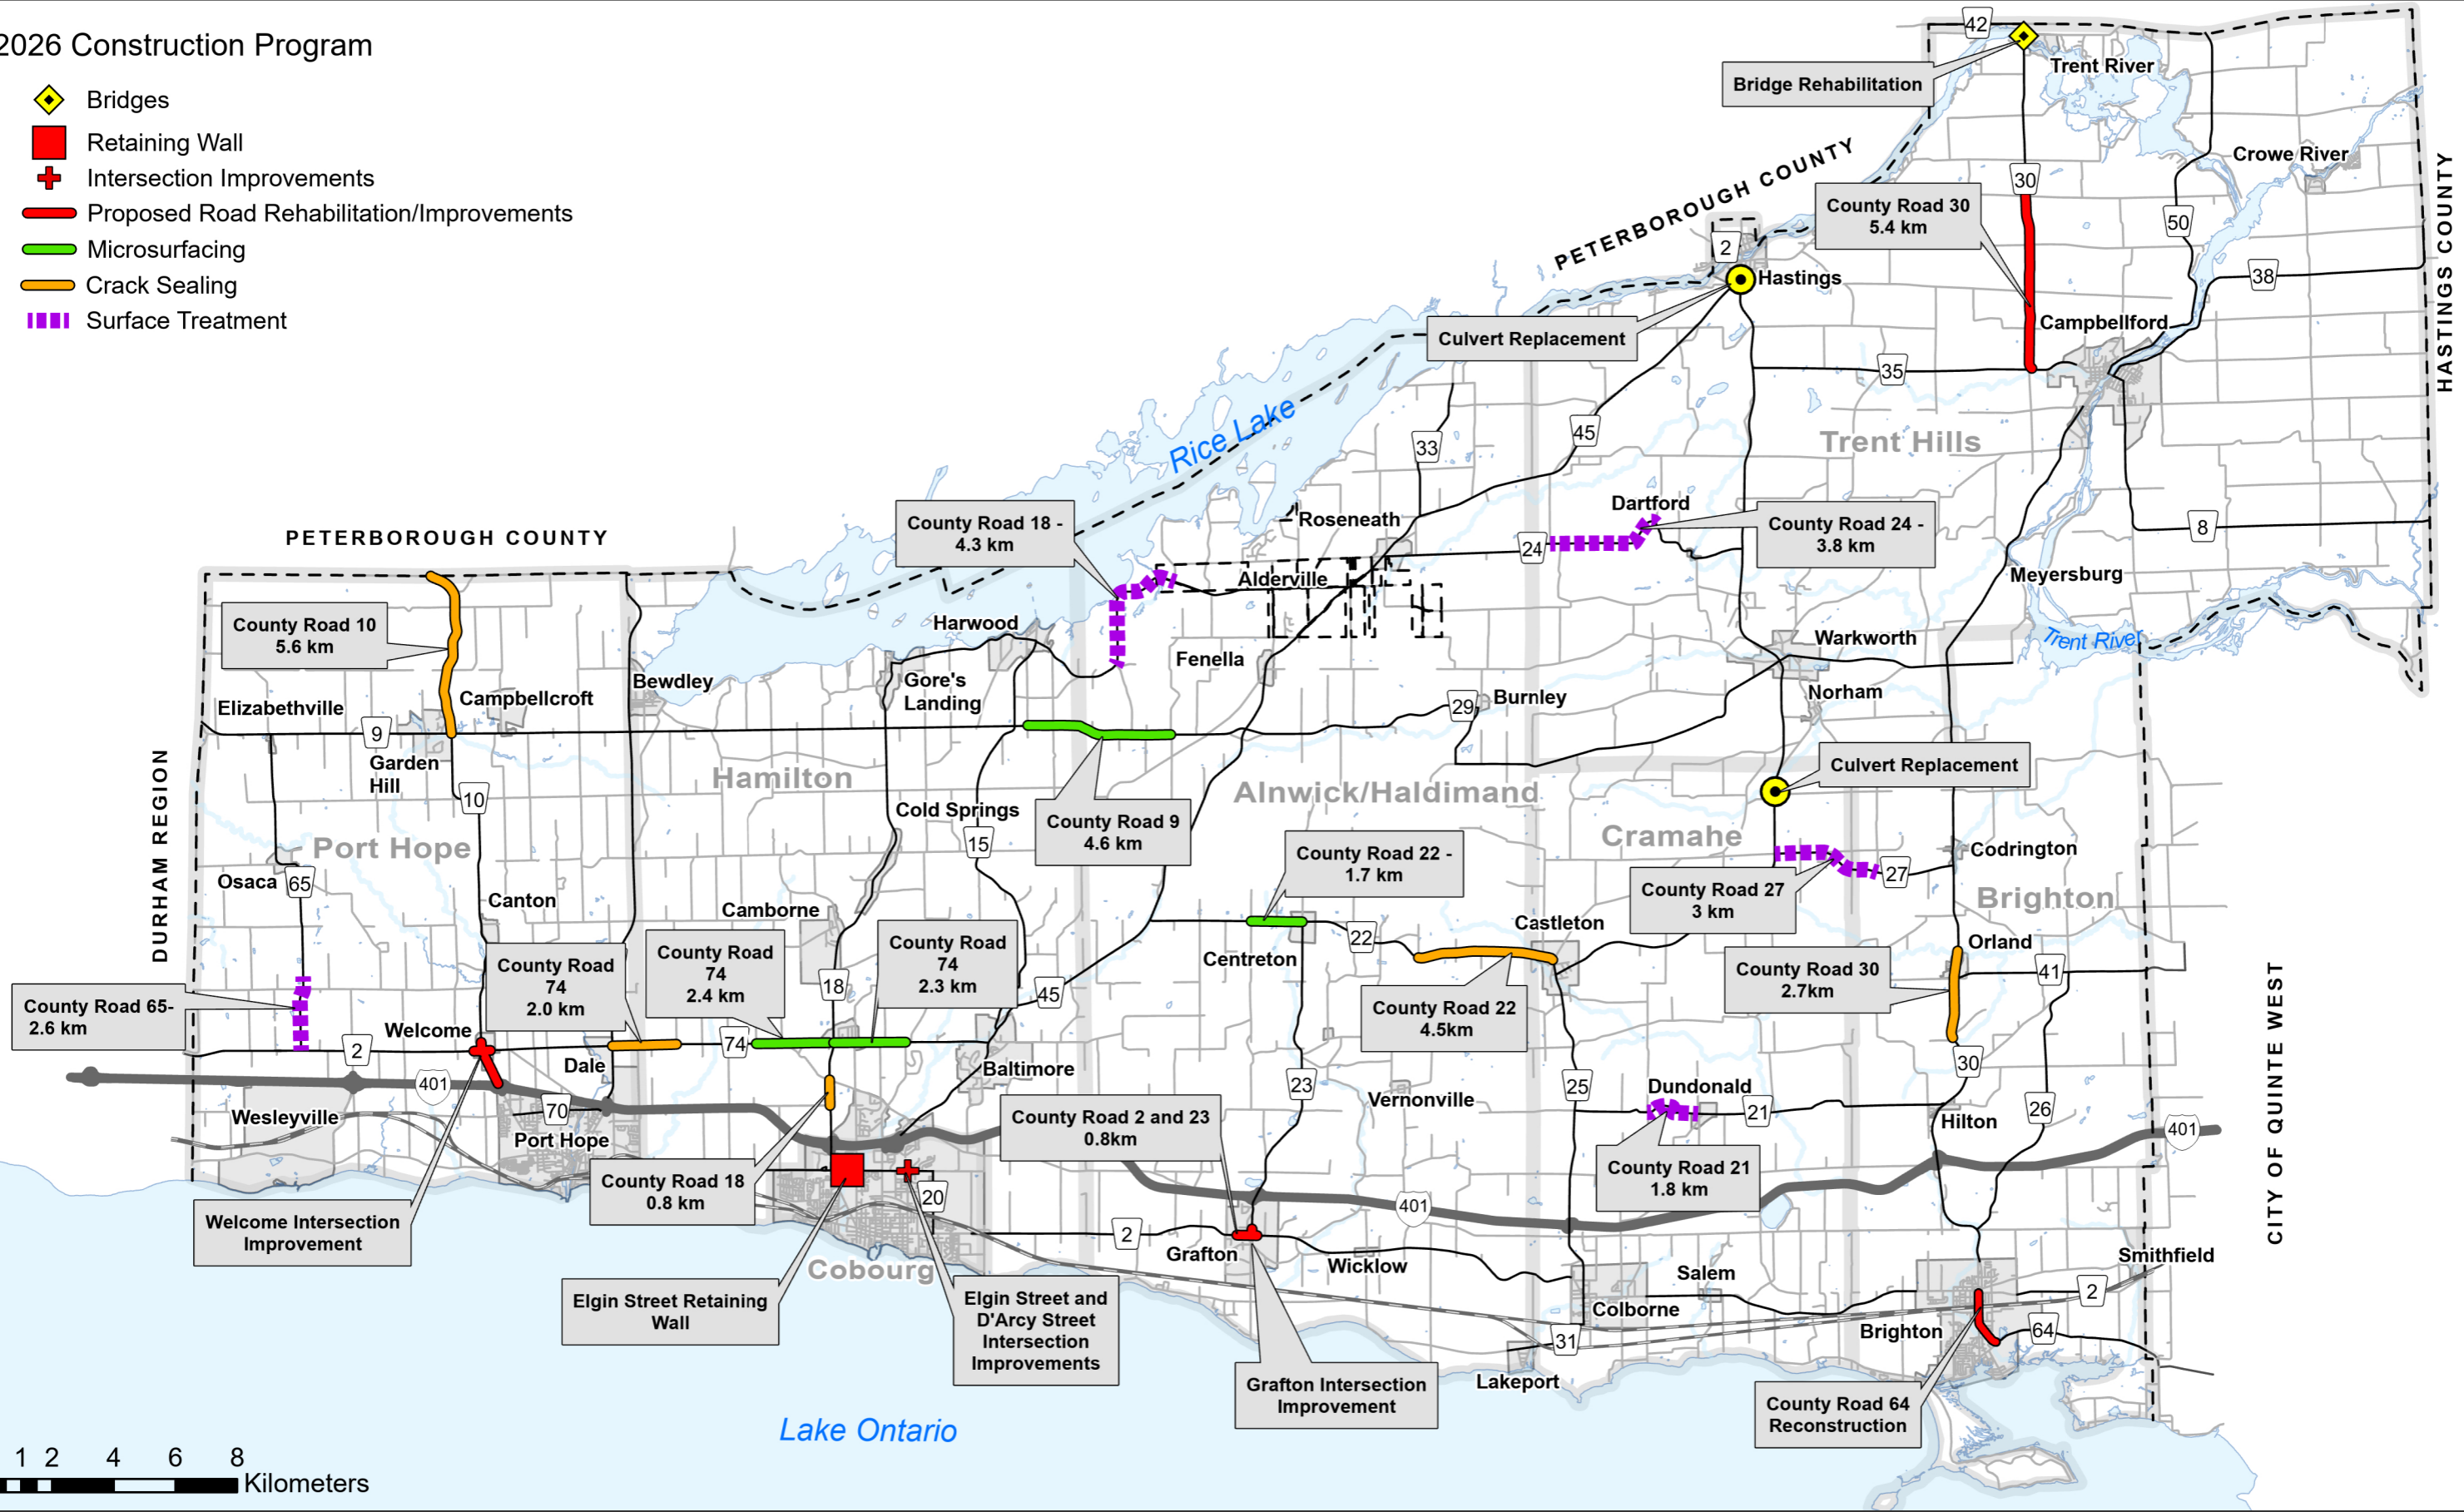 2026 Construction Program
Bridges
Retaining Wall
Intersection Improvements
Proposed Road Rehabilitation/Improvements
Microsurfacing
Crack Sealing
Surface Treatment
42
Trent River
Bridge Rehabilitation
Crowe River
PETERBOROUGH COUNTY
HASTINGS COUNTY
30
County Road 30
5.4 km
50
2
Hastings
38
Culvert Replacement
Campbellford
35
Rice Lake
33
45
Trent Hills
Dartford
County Road 18 -
4.3 km
Roseneath
24
County Road 24 -
3.8 km
8
PETERBOROUGH COUNTY
Alderville
Meyersburg
County Road 10
5.6 km
Harwood
Fenella
Warkworth
Trent River
Bewdley
Gore's
Landing
Campbellcroft
Elizabethville
29
Burnley
Norham
9
Garden
Hill
Hamilton
Alnwick/Haldimand
Culvert Replacement
10
Cold Springs
County Road 9
4.6 km
DURHAM REGION
Port Hope
15
Cramahe
Codrington
County Road 22 -
1.7 km
Osaca
65
27
County Road 27
3 km
Brighton
Canton
Camborne
Castleton
22
Orland
County Road
74
2.0 km
County Road
74
2.4 km
County Road
74
2.3 km
Centreton
County Road 30
2.7km
41
18
45
County Road 65-
2.6 km
County Road 22
4.5km
CITY OF QUINTE WEST
Welcome
2
74
Dale
Baltimore
30
401
23
25
Dundonald
Vernonville
Wesleyville
70
County Road 2 and 23
0.8km
21
26
Hilton
401
Port Hope
County Road 18
0.8 km
County Road 21
1.8 km
20
401
Welcome Intersection
Improvement
2
Grafton
Wicklow
Cobourg
Smithfield
Salem
Elgin Street Retaining
Wall
Elgin Street and
D'Arcy Street
Intersection
Improvements
Colborne
2
31
Brighton
64
Lakeport
Grafton Intersection
Improvement
County Road 64
Reconstruction
Lake Ontario
1 2 4 6 8
Kilometers